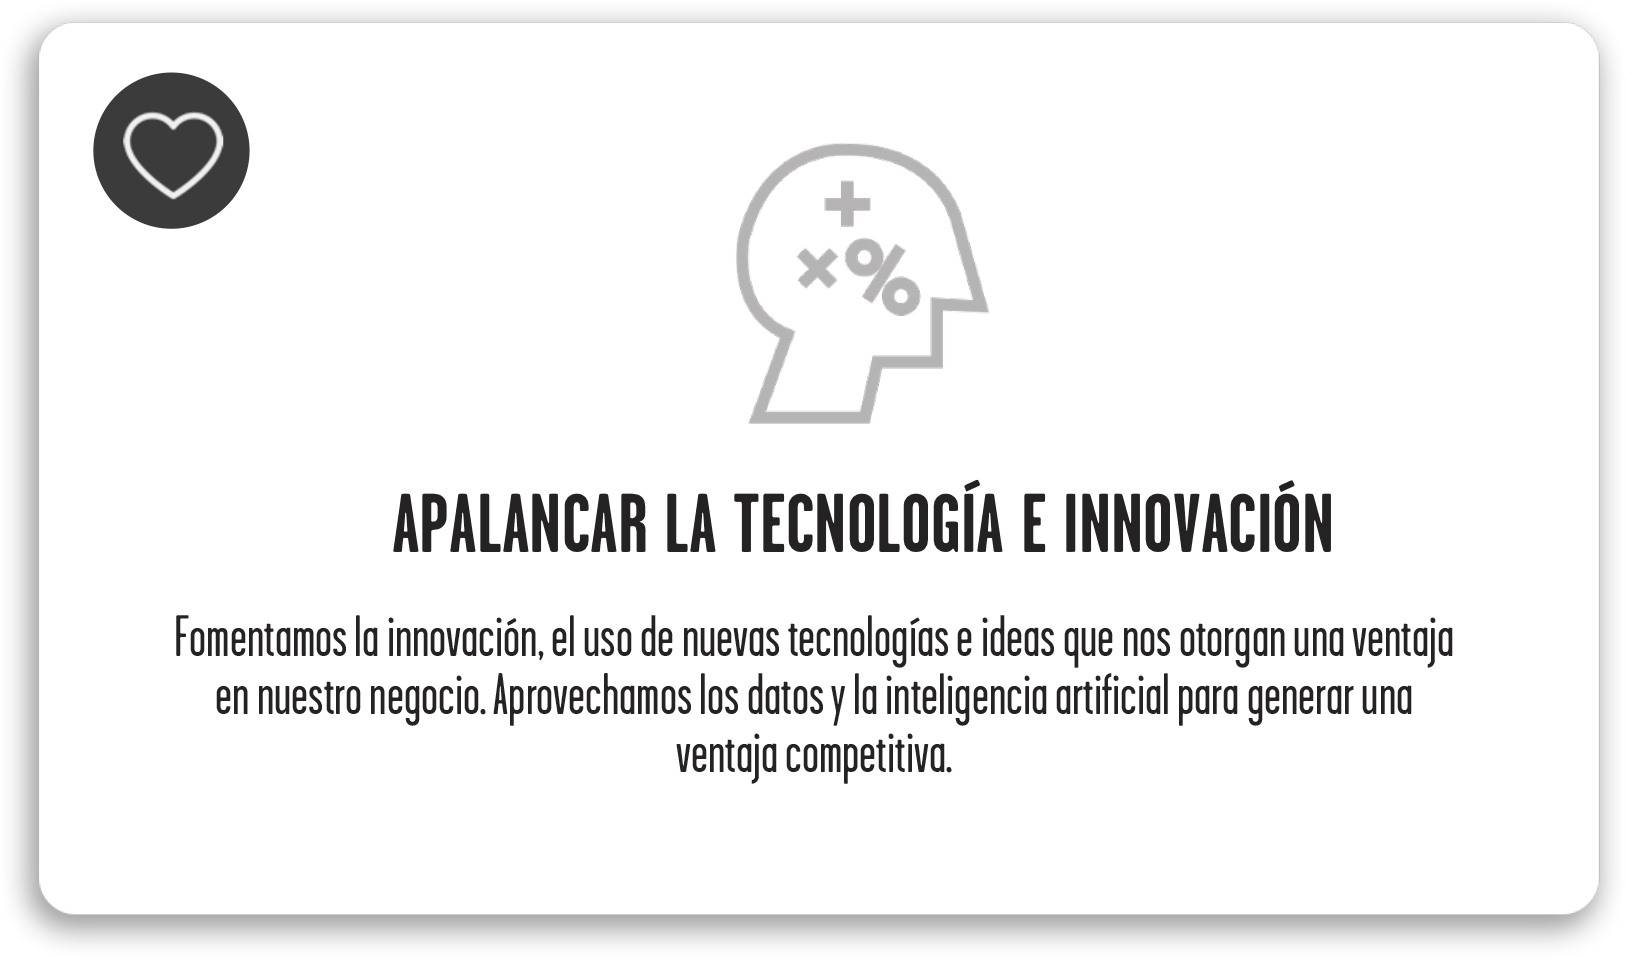 APALANCAR LA TECNOLOGÍA E INNOVACIÓN
Fomentamos la innovación, el uso de nuevas tecnologías e ideas que nos otorgan una ventaja
en nuestro negocio. Aprovechamos los datos y la inteligencia artificial para generar una
ventaja competitiva.